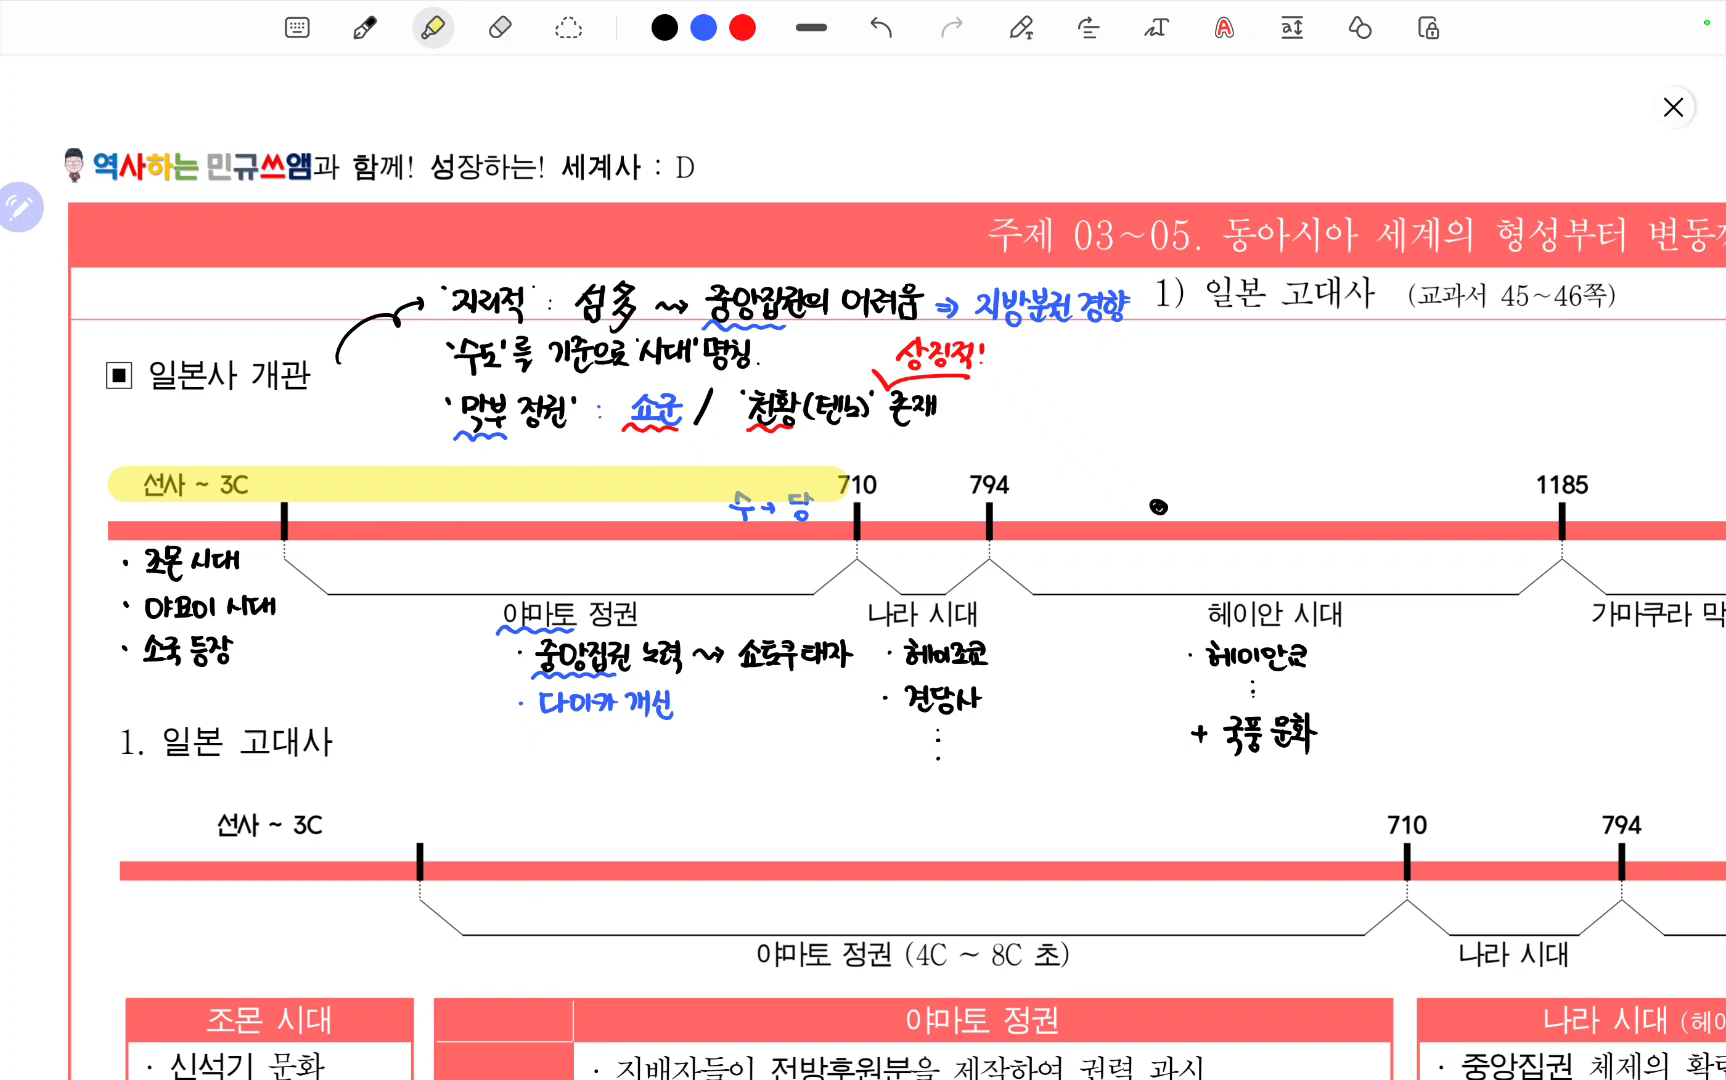 역사하는 민규쓰앰과 함께! 성장하는! 세계사 : D
주제 03~05. 동아시아 세계의 형성부터 변동
1) 일본 고대사 (교과서 45~46쪽)
'지리적' : 섬多 ⇝ 중앙집권의 어려움 ⇒ 지방분권 경향
▣ 일본사 개관
'수도'를 기준으로 '시대' 명칭.
상징적!
'막부 정권' : 쇼군 / '천황(텐노)' 존재
선사 ~ 3C
710
794
1185
수→당
· 조몬 시대
· 야요이 시대
· 소국 등장
야마토 정권
나라 시대
헤이안 시대
가마쿠라 막
· 중앙집권 노력 ⇝ 쇼토쿠 태자
· 다이카 개신
· 헤이조쿄
· 견당사
· 헤이안쿄
+ 국풍 문화
1. 일본 고대사
선사 ~ 3C
710
794
야마토 정권 (4C ~ 8C 초)
나라 시대
조몬 시대
야마토 정권
나라 시대 (헤이
· 신석기 문화
· 지배자들이 전방후원분을 제작하여 권력 과시
· 중앙집권 체제의 확